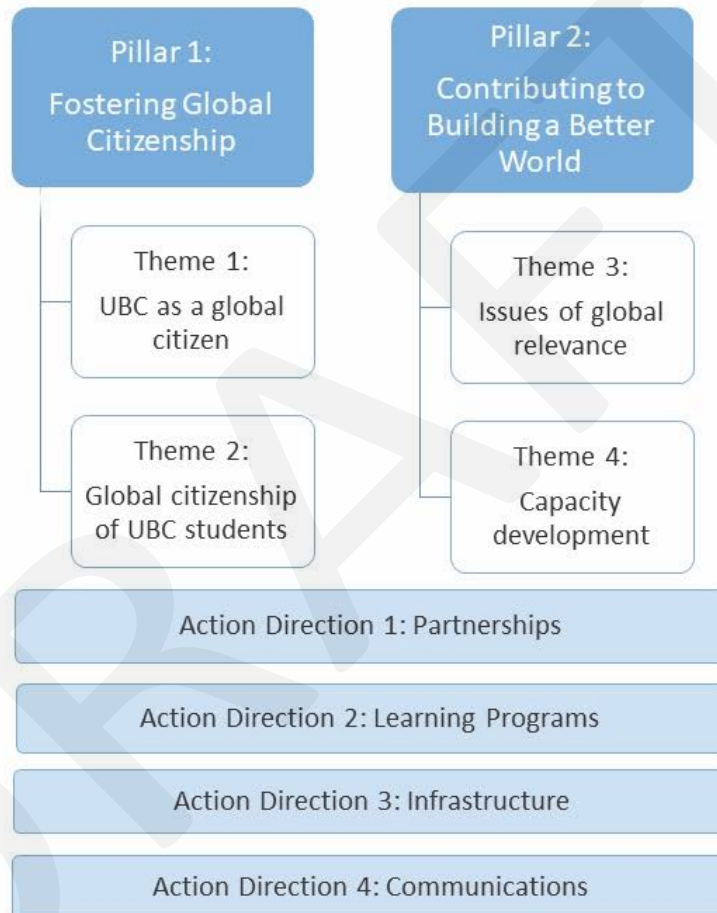 Pillar 1:
Fostering Global
Citizenship
Theme 1:
UBC as a global
citizen
Theme 2:
Global citizenship
of UBC students
Pillar 2:
Contributing to
Building a Better
World
Theme 3:
Issues of global
relevance
Theme 4:
Capacity
development
Action Direction 1: Partnerships
Action Direction 2: Learning Programs
Action Direction 3: Infrastructure
Action Direction 4: Communications
DRAFT